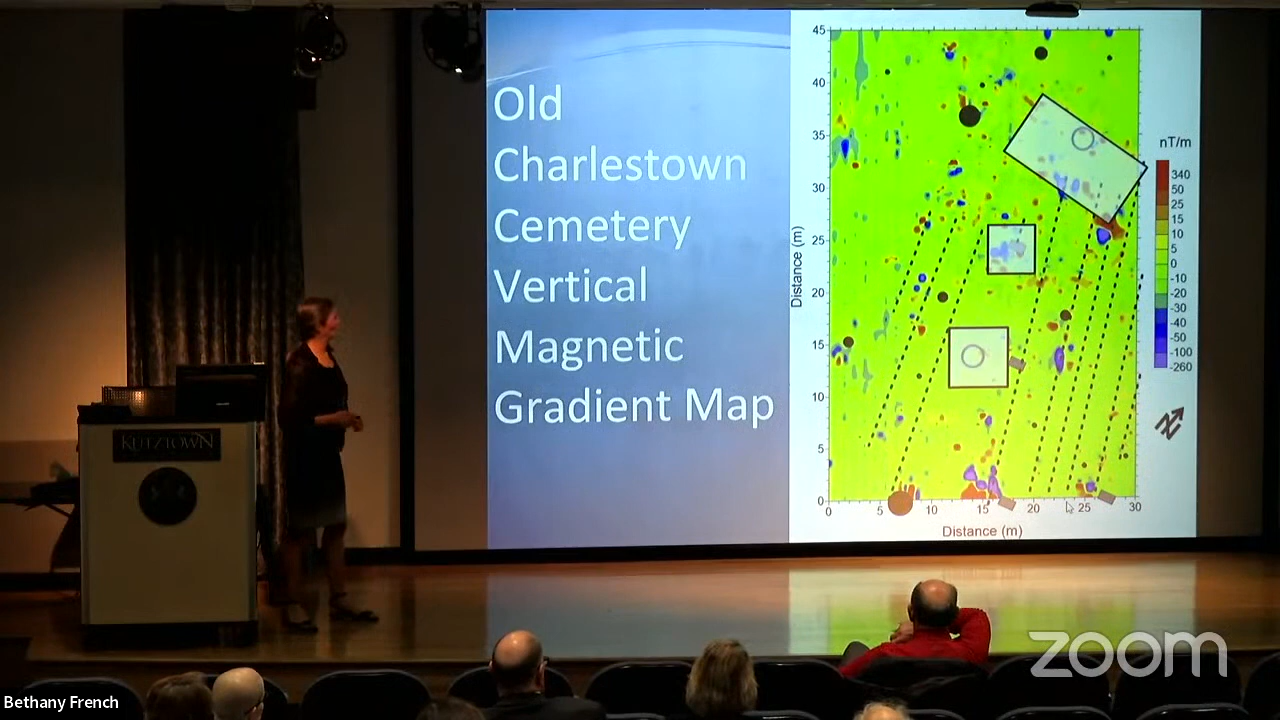 Old
Charlestown
Cemetery
Vertical
Magnetic
Gradient Map
45
40
35
30
25
20
15
10
5
0
Distance (m)
0
5
10
15
20
25
30
Distance (m)
nT/m
340
50
25
15
10
5
0
-10
-20
-30
-40
-50
-100
-260
N
KUTZTOWN
zoom
Bethany French